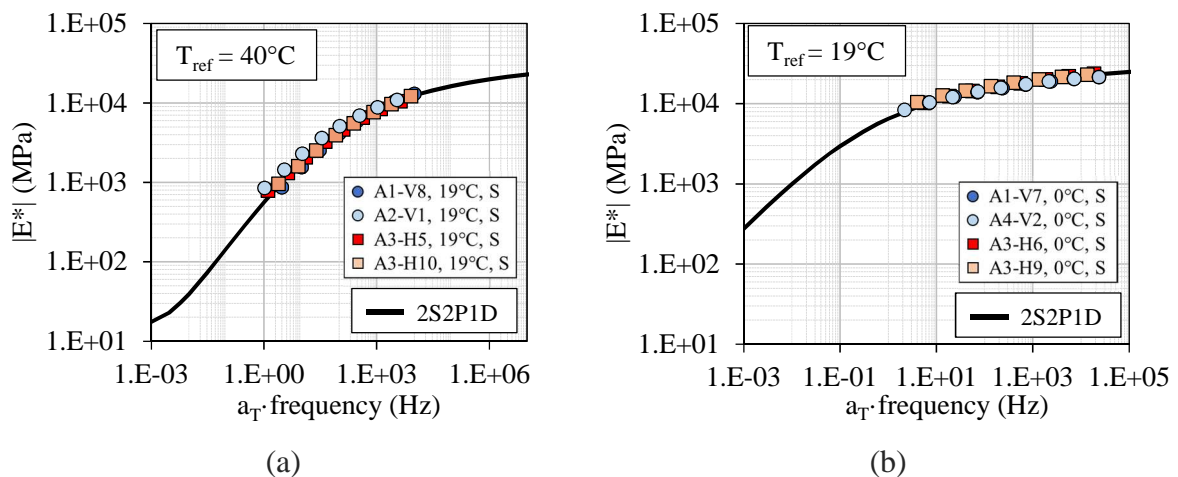 1.E+05
1.E+04
1.E+03
1.E+02
1.E+01
|E*| (MPa)
T_ref = 40°C
A1-V8, 19°C, S
A2-V1, 19°C, S
A3-H5, 19°C, S
A3-H10, 19°C, S
2S2P1D
1.E-03 1.E+00 1.E+03 1.E+06
a_T·frequency (Hz)
(a)
1.E+05
1.E+04
1.E+03
1.E+02
1.E+01
|E*| (MPa)
T_ref = 19°C
A1-V7, 0°C, S
A4-V2, 0°C, S
A3-H6, 0°C, S
A3-H9, 0°C, S
2S2P1D
1.E-03 1.E-01 1.E+01 1.E+03 1.E+05
a_T·frequency (Hz)
(b)